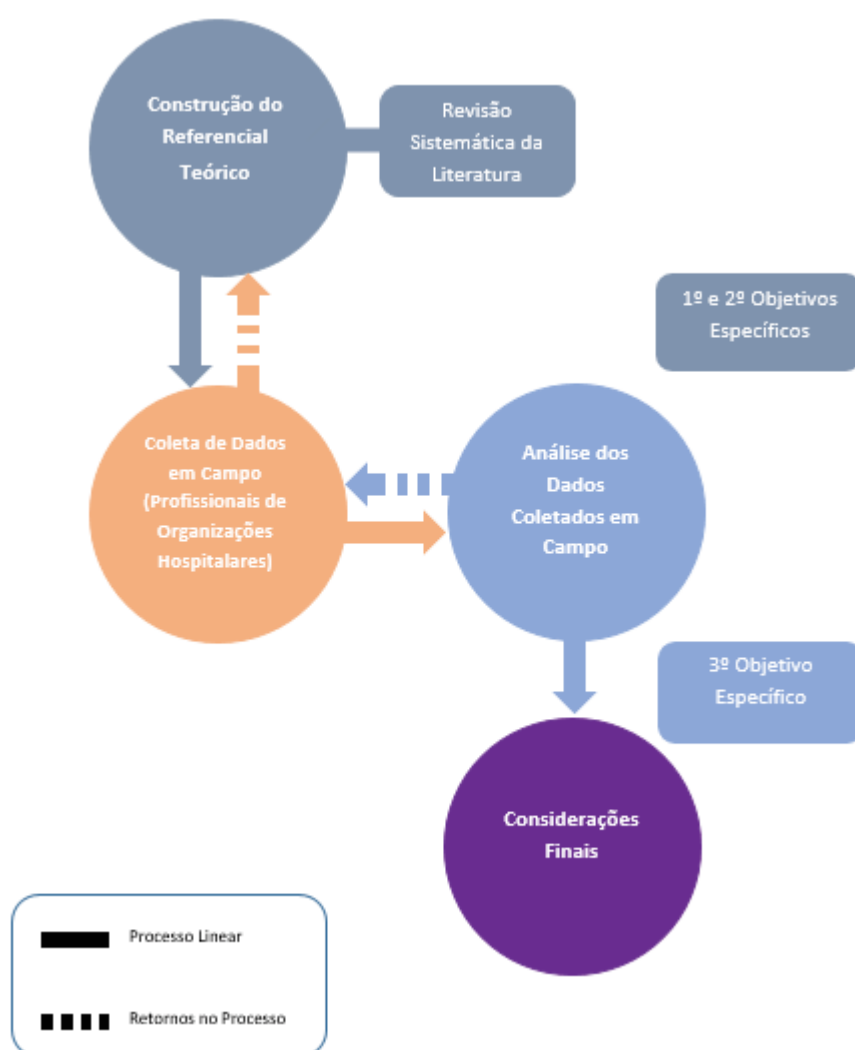 Construção do
Referencial
Teórico
Revisão
Sistemática da
Literatura
1º e 2º Objetivos
Específicos
Coleta de Dados
em Campo
(Profissionais de
Organizações
Hospitalares)
Análise dos
Dados
Coletados em
Campo
3º Objetivo
Específico
Considerações
Finais
Processo Linear
Retornos no Processo